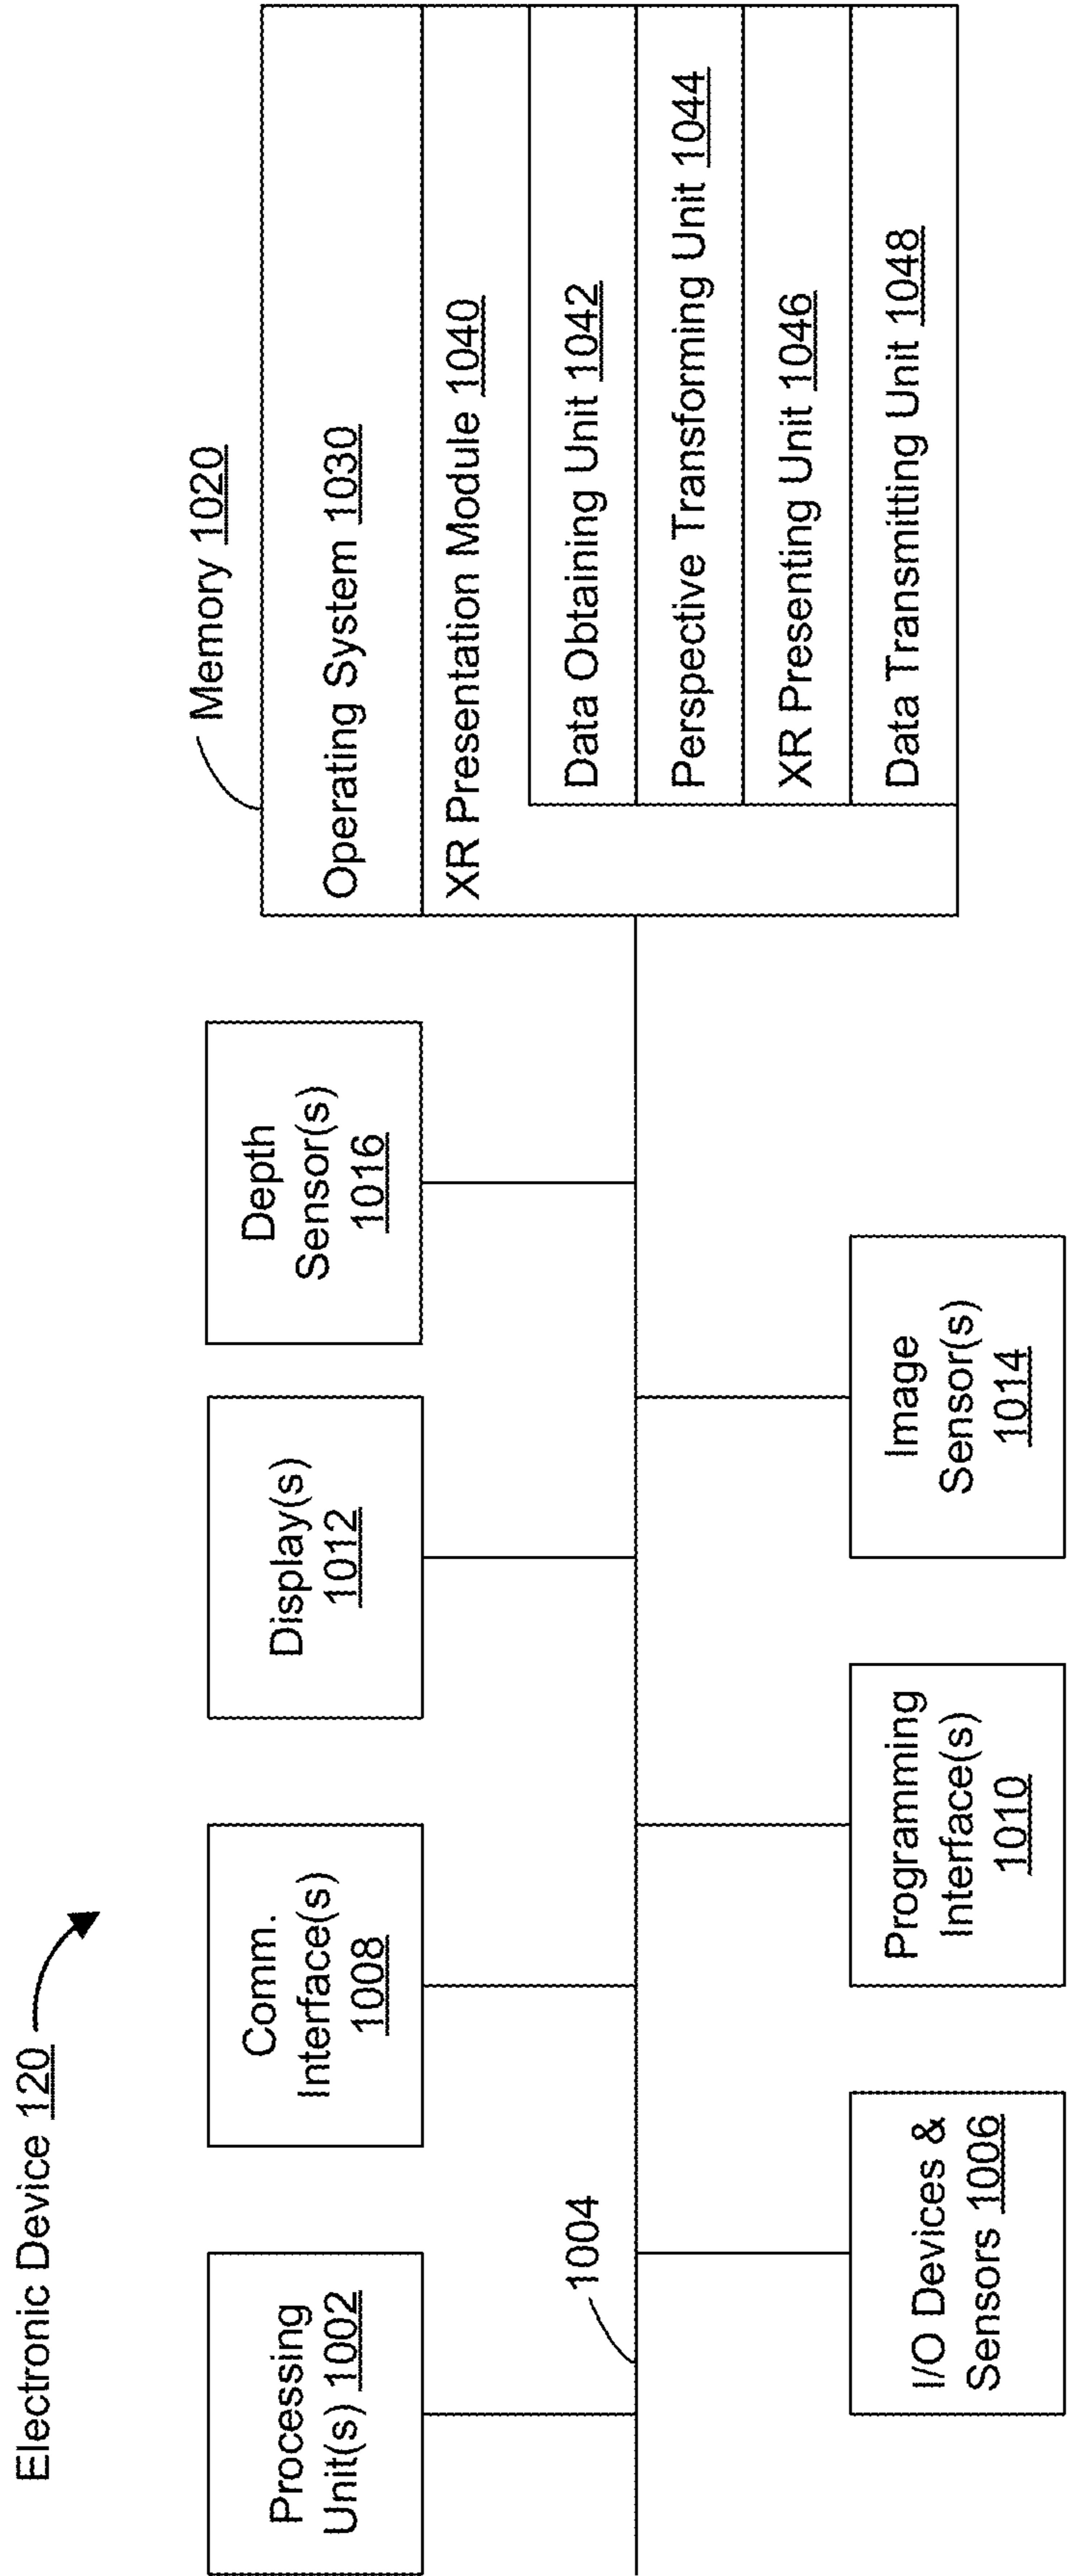 Electronic Device 120
Processing
Unit(s) 1002
Comm.
Interface(s)
1008
Display(s)
1012
Depth
Sensor(s)
1016
Memory 1020
Operating System 1030
XR Presentation Module 1040
Data Obtaining Unit 1042
Perspective Transforming Unit 1044
XR Presenting Unit 1046
Data Transmitting Unit 1048
1004
I/O Devices &
Sensors 1006
Programming
Interface(s)
1010
Image
Sensor(s)
1014